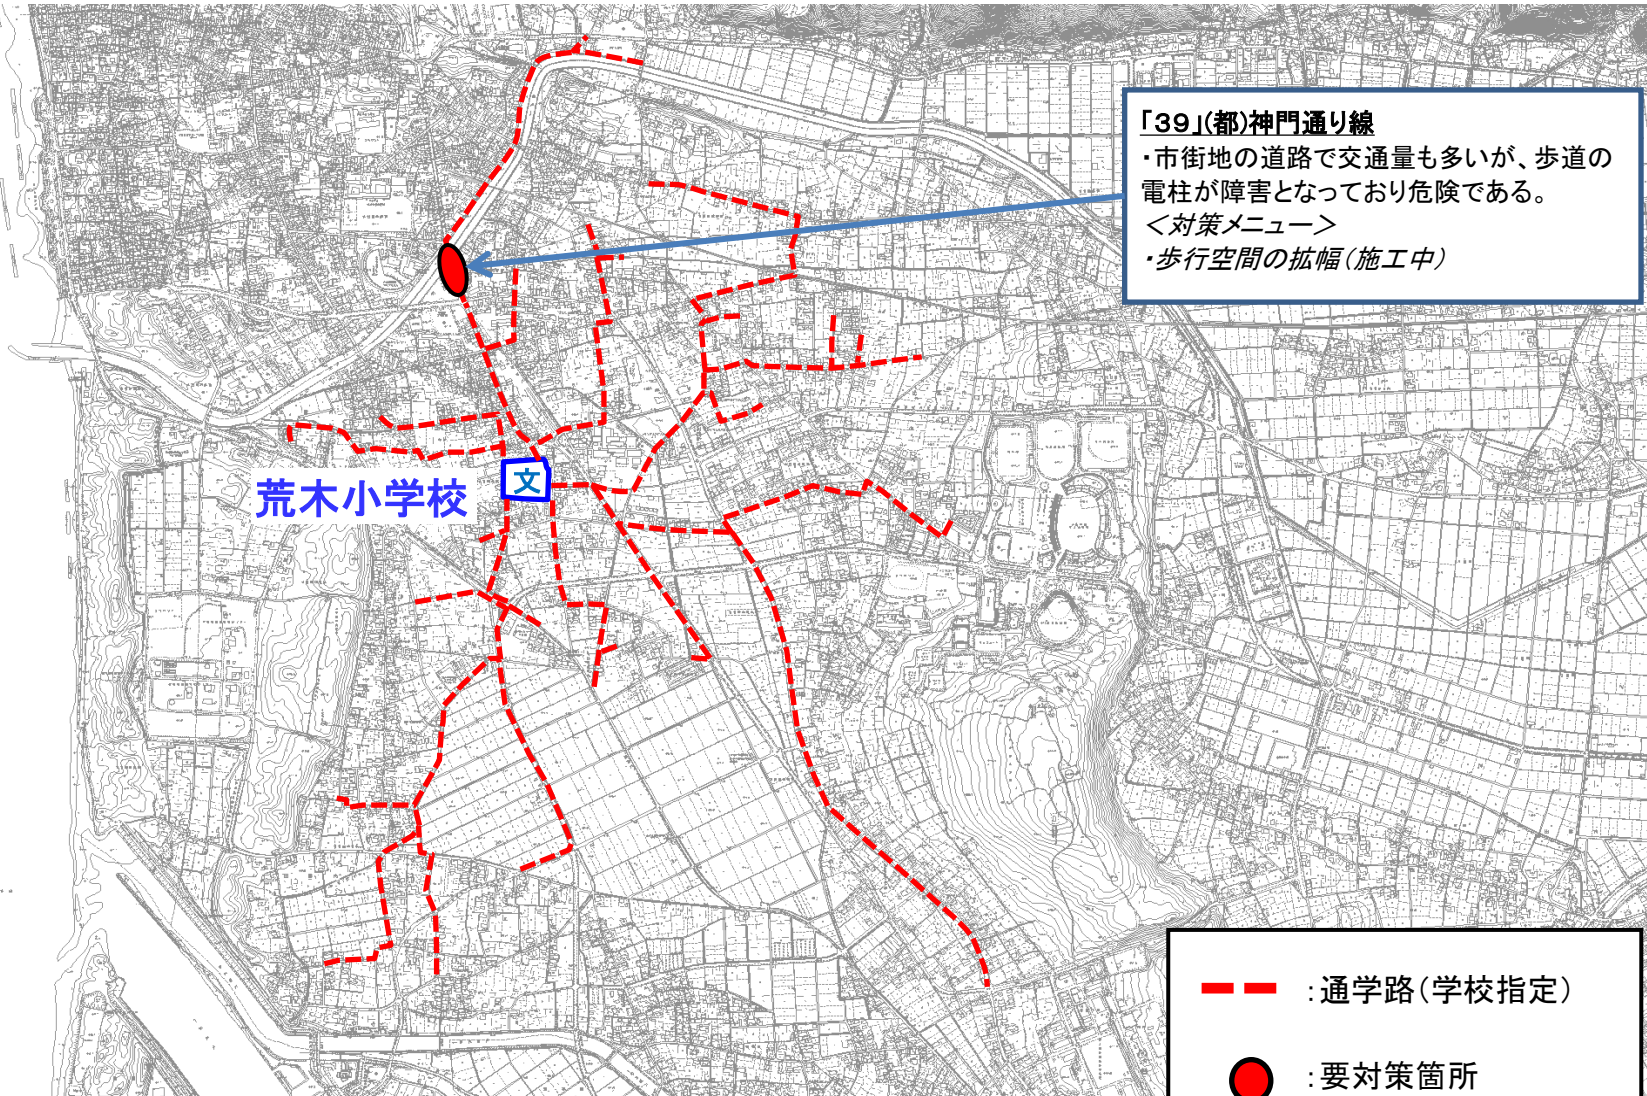 「39」(都)神門通り線
・市街地の道路で交通量も多いが、歩道の
電柱が障害となっており危険である。
＜対策メニュー＞
・歩行空間の拡幅(施工中)
文
荒木小学校
:通学路(学校指定)
:要対策箇所